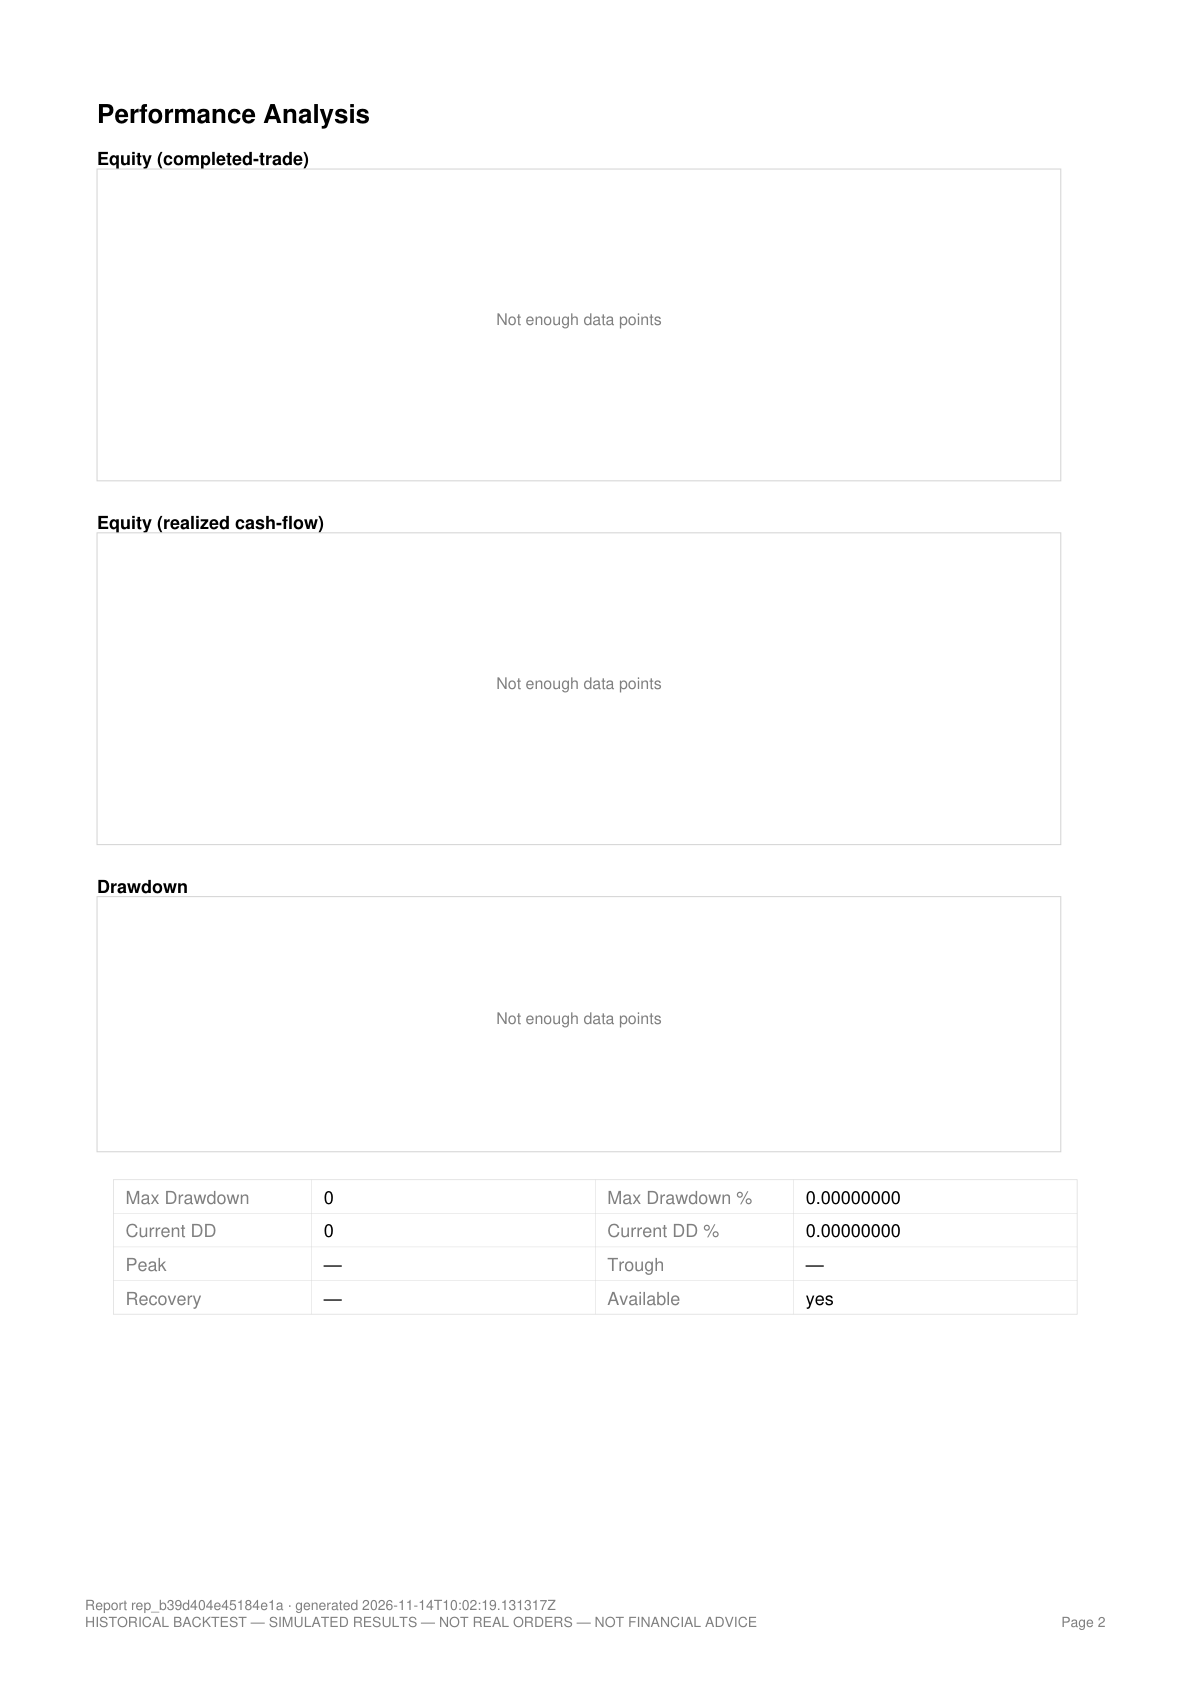 Performance Analysis
Equity (completed-trade)
Not enough data points
Equity (realized cash-flow)
Not enough data points
Drawdown
Not enough data points
Max Drawdown 0 Max Drawdown % 0.00000000
Current DD 0 Current DD % 0.00000000
Peak — Trough —
Recovery — Available yes
Report rep_b39d404e45184e1a · generated 2026-11-14T10:02:19.131317Z
HISTORICAL BACKTEST — SIMULATED RESULTS — NOT REAL ORDERS — NOT FINANCIAL ADVICE Page 2